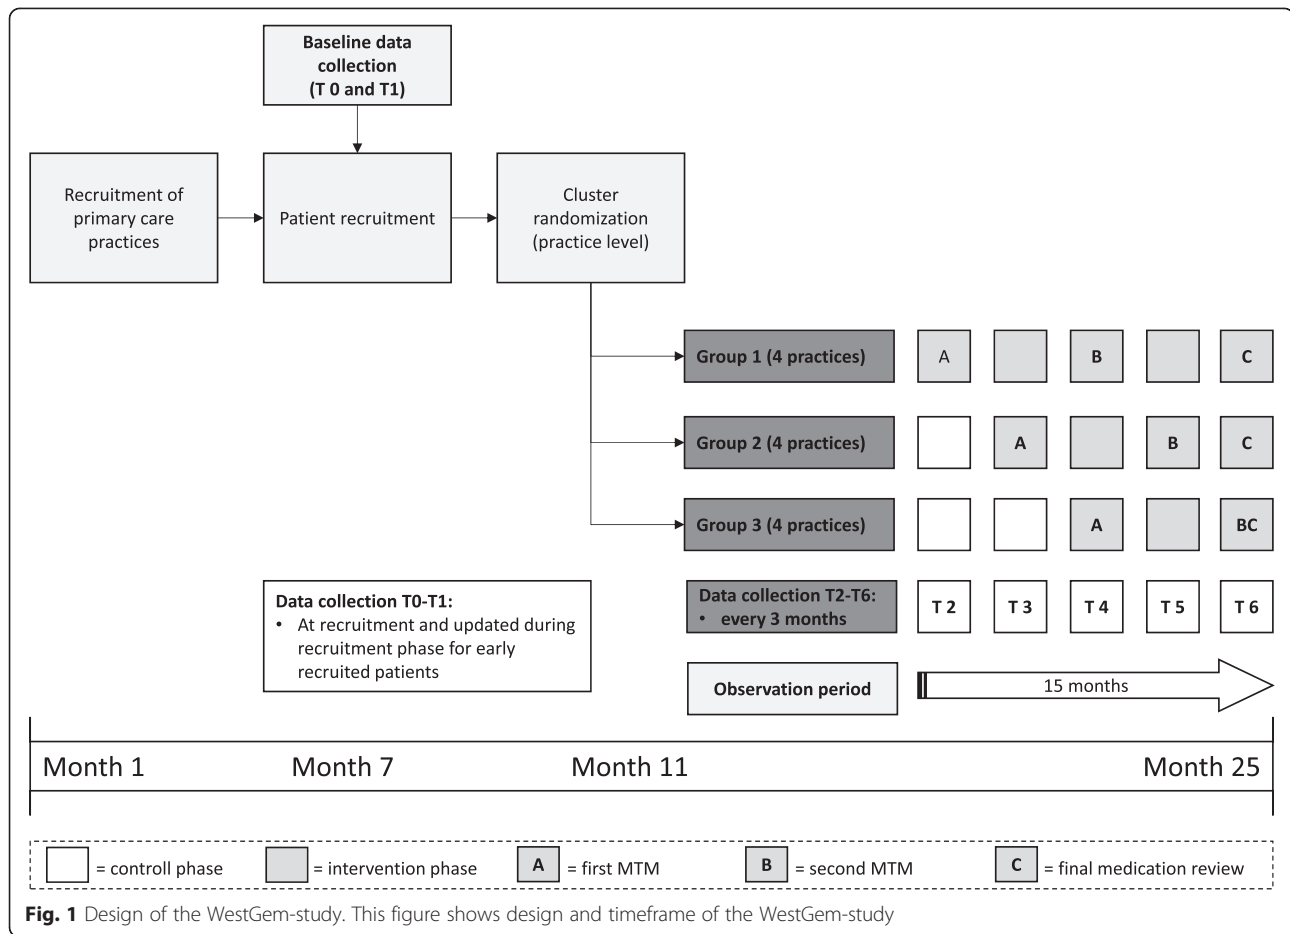 Baseline data
collection
(T 0 and T1)
Recruitment of
primary care
practices
Patient recruitment
Cluster
randomization
(practice level)
Group 1 (4 practices)
A
B
C
Group 2 (4 practices)
A
B
C
Group 3 (4 practices)
A
BC
Data collection T0-T1:
• At recruitment and updated during
recruitment phase for early
recruited patients
Data collection T2-T6:
• every 3 months
T 2
T 3
T 4
T 5
T 6
Observation period
15 months
Month 1
Month 7
Month 11
Month 25
= controll phase
= intervention phase
A = first MTM
B = second MTM
C = final medication review
Fig. 1 Design of the WestGem-study. This figure shows design and timeframe of the WestGem-study